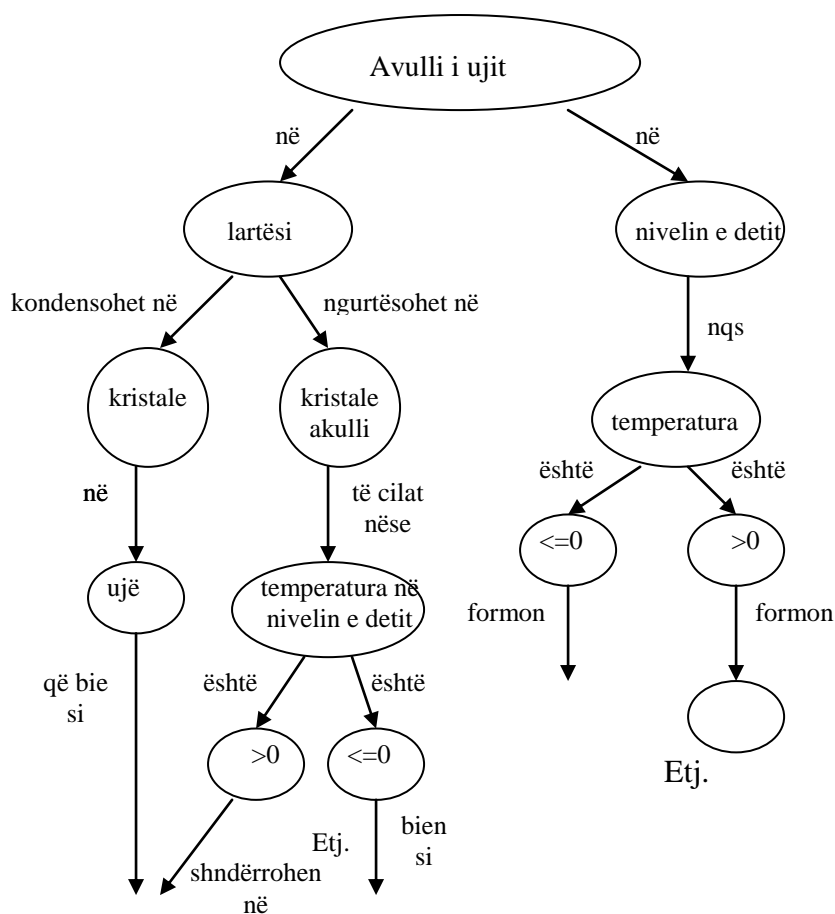 Avulli i ujit
në
në
lartësi
nivelin e detit
kondensohet në
ngurtësohet në
nqs
kristale
kristale
akulli
temperatura
në
të cilat
nëse
është
është
<=0
>0
ujë
temperatura në
nivelin e detit
formon
formon
që bie
si
është
është
>0
<=0
Etj.
Etj.
bien
si
shndërrohen
në